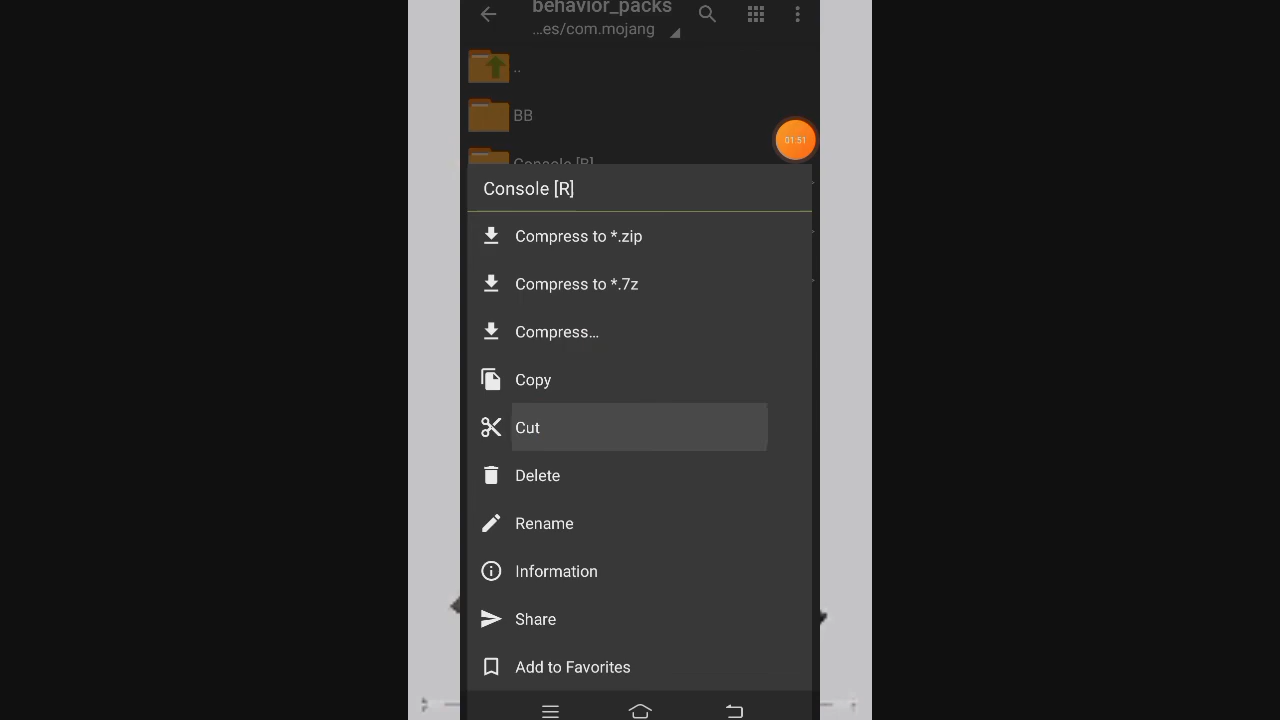 behavior_packs
...es/com.mojang
..
BB
Console [R]
01:51
Console [R]
Compress to *.zip
Compress to *.7z
Compress...
Copy
Cut
Delete
Rename
Information
Share
Add to Favorites